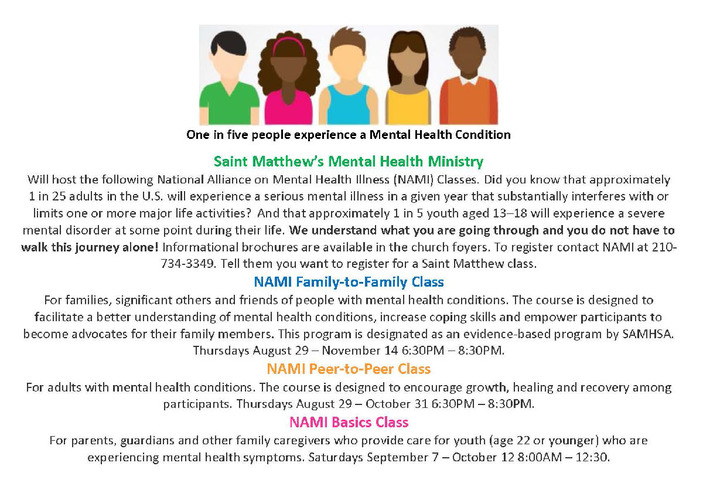 One in five people experience a Mental Health Condition
Saint Matthew's Mental Health Ministry
Will host the following National Alliance on Mental Health Illness (NAMI) Classes. Did you know that approximately
1 in 25 adults in the U.S. will experience a serious mental illness in a given year that substantially interferes with or
limits one or more major life activities? And that approximately 1 in 5 youth aged 13–18 will experience a severe
mental disorder at some point during their life. We understand what you are going through and you do not have to
walk this journey alone! Informational brochures are available in the church foyers. To register contact NAMI at 210-
734-3349. Tell them you want to register for a Saint Matthew class.
NAMI Family-to-Family Class
For families, significant others and friends of people with mental health conditions. The course is designed to
facilitate a better understanding of mental health conditions, increase coping skills and empower participants to
become advocates for their family members. This program is designated as an evidence-based program by SAMHSA.
Thursdays August 29 – November 14 6:30PM – 8:30PM.
NAMI Peer-to-Peer Class
For adults with mental health conditions. The course is designed to encourage growth, healing and recovery among
participants. Thursdays August 29 – October 31 6:30PM – 8:30PM.
NAMI Basics Class
For parents, guardians and other family caregivers who provide care for youth (age 22 or younger) who are
experiencing mental health symptoms. Saturdays September 7 – October 12 8:00AM – 12:30.